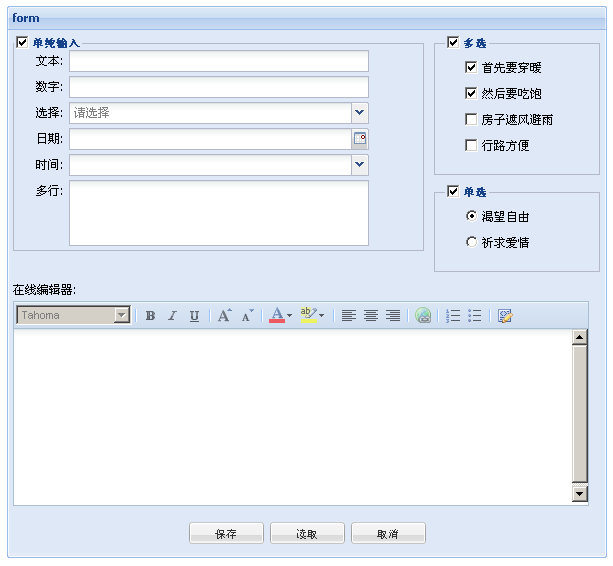 form
单纯输入
文本:
数字:
选择: 请选择
日期:
时间:
多行:
多选
首先要穿暖
然后要吃饱
房子遮风避雨
行路方便
单选
渴望自由
祈求爱情
在线编辑器:
Tahoma B I U A A A ab
保存 读取 取消